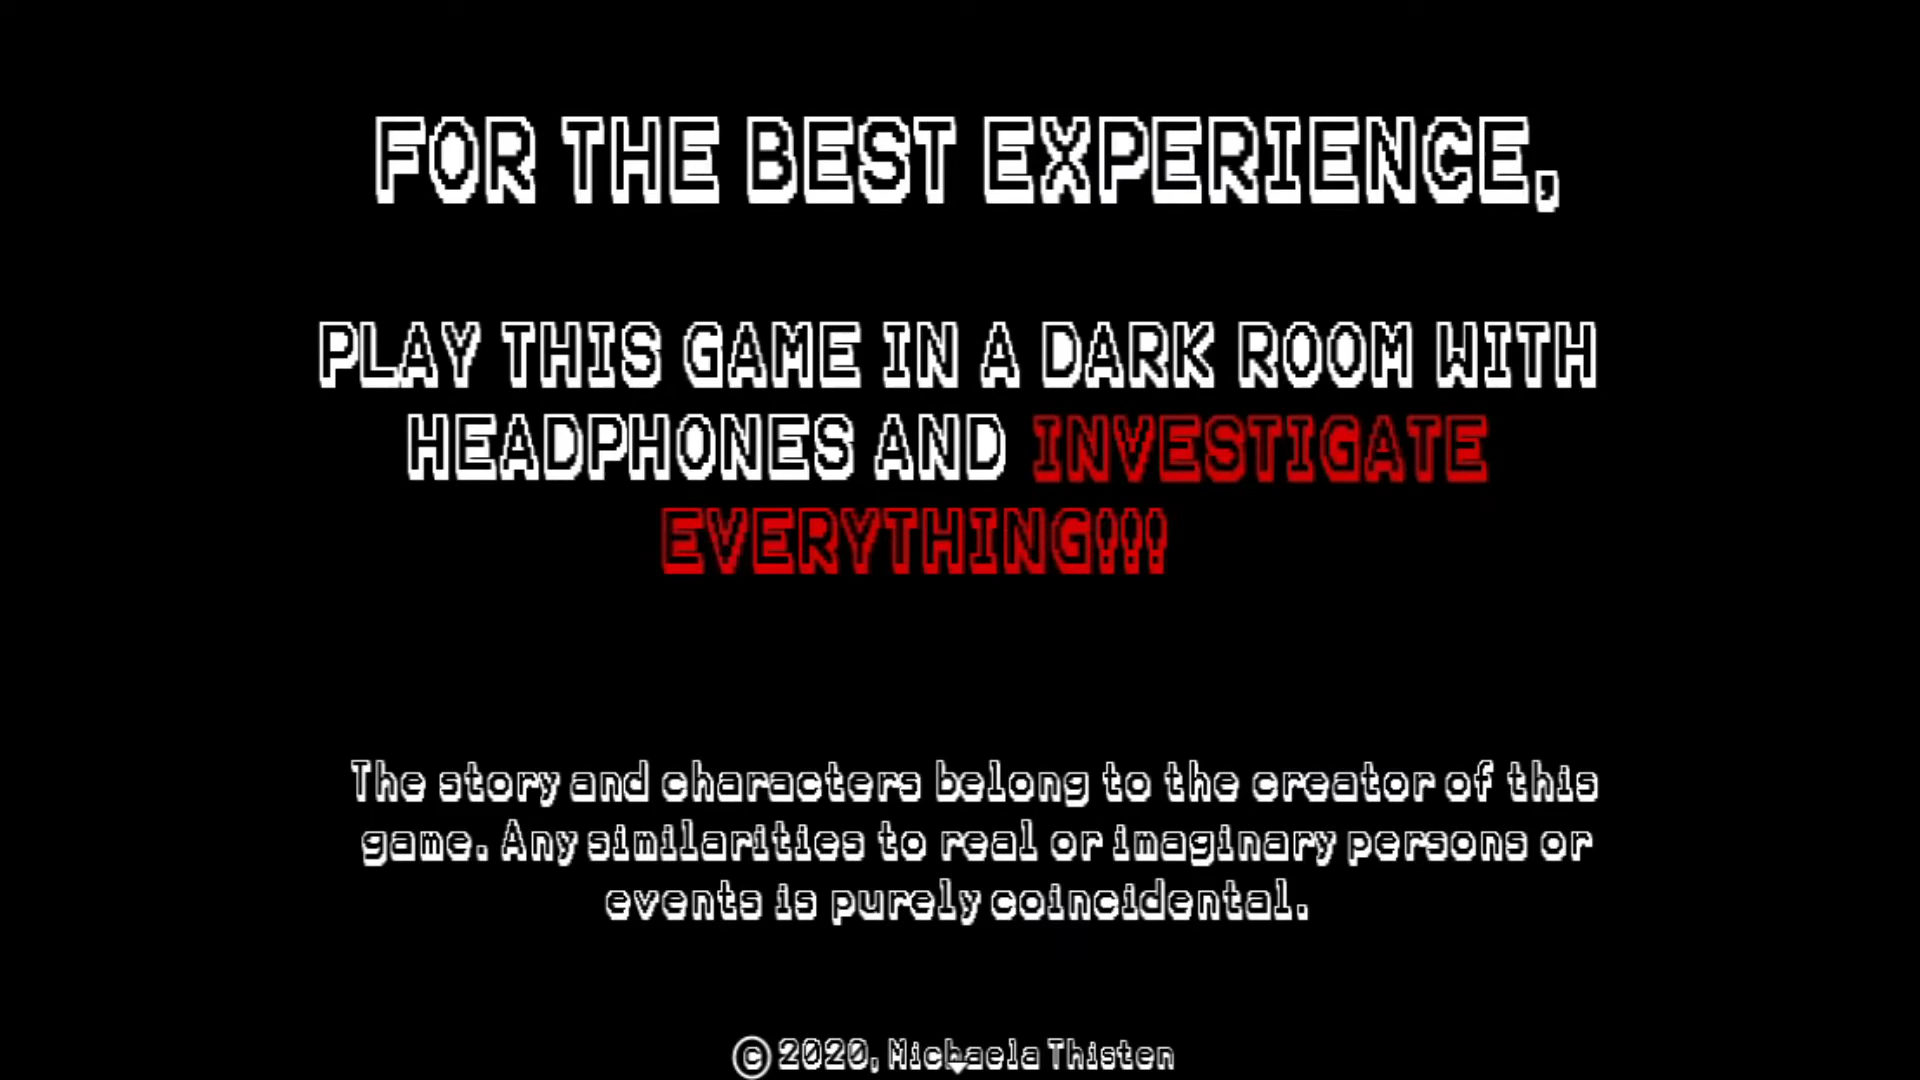 FOR THE BEST EXPERIENCE,
PLAY THIS GAME IN A DARK ROOM WITH
HEADPHONES AND INVESTIGATE
EVERYTHING!!!
The story and characters belong to the creator of this
game. Any similarities to real or imaginary persons or
events is purely coincidental.
© 2020, Michaela Thisten